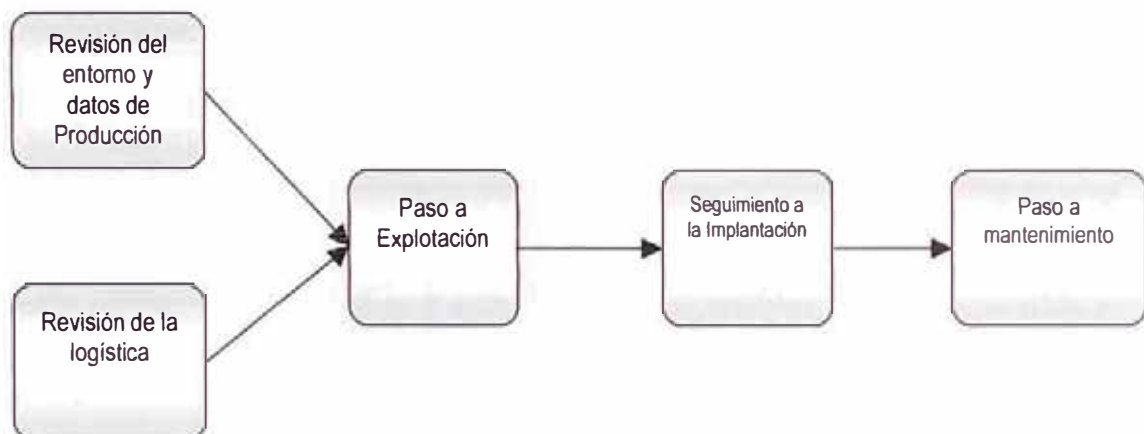 Revisión del
entorno y
datos de
Producción
Revisión de la
logística
Paso a
Explotación
Seguimiento a
la Implantación
Paso a
mantenimiento